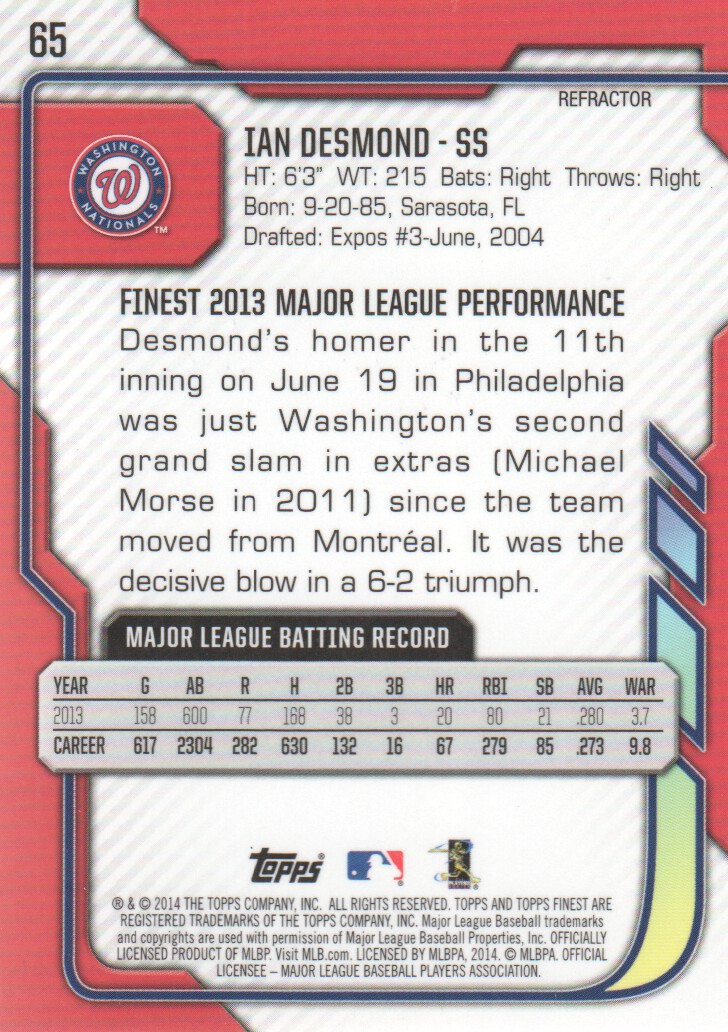 65
REFRACTOR
WASHINGTON
W
NATIONALS
TM
IAN DESMOND - SS
HT: 6'3" WT: 215 Bats: Right Throws: Right
Born: 9-20-85, Sarasota, FL
Drafted: Expos #3-June, 2004
FINEST 2013 MAJOR LEAGUE PERFORMANCE
Desmond's homer in the 11th
inning on June 19 in Philadelphia
was just Washington's second
grand slam in extras (Michael
Morse in 2011) since the team
moved from Montréal. It was the
decisive blow in a 6-2 triumph.
MAJOR LEAGUE BATTING RECORD
YEAR G AB R H 2B 3B HR RBI SB AVG WAR
2013 158 600 77 168 38 3 20 80 21 .280 3.7
CAREER 617 2304 282 630 132 16 67 279 85 .273 9.8
Topps®
® & © 2014 THE TOPPS COMPANY, INC. ALL RIGHTS RESERVED. TOPPS AND TOPPS FINEST ARE
REGISTERED TRADEMARKS OF THE TOPPS COMPANY, INC. Major League Baseball trademarks
and copyrights are used with permission of Major League Baseball Properties, Inc. OFFICIALLY
LICENSED PRODUCT OF MLBP. Visit MLB.com. LICENSED BY MLBPA, 2014. © MLBPA. OFFICIAL
LICENSEE – MAJOR LEAGUE BASEBALL PLAYERS ASSOCIATION.